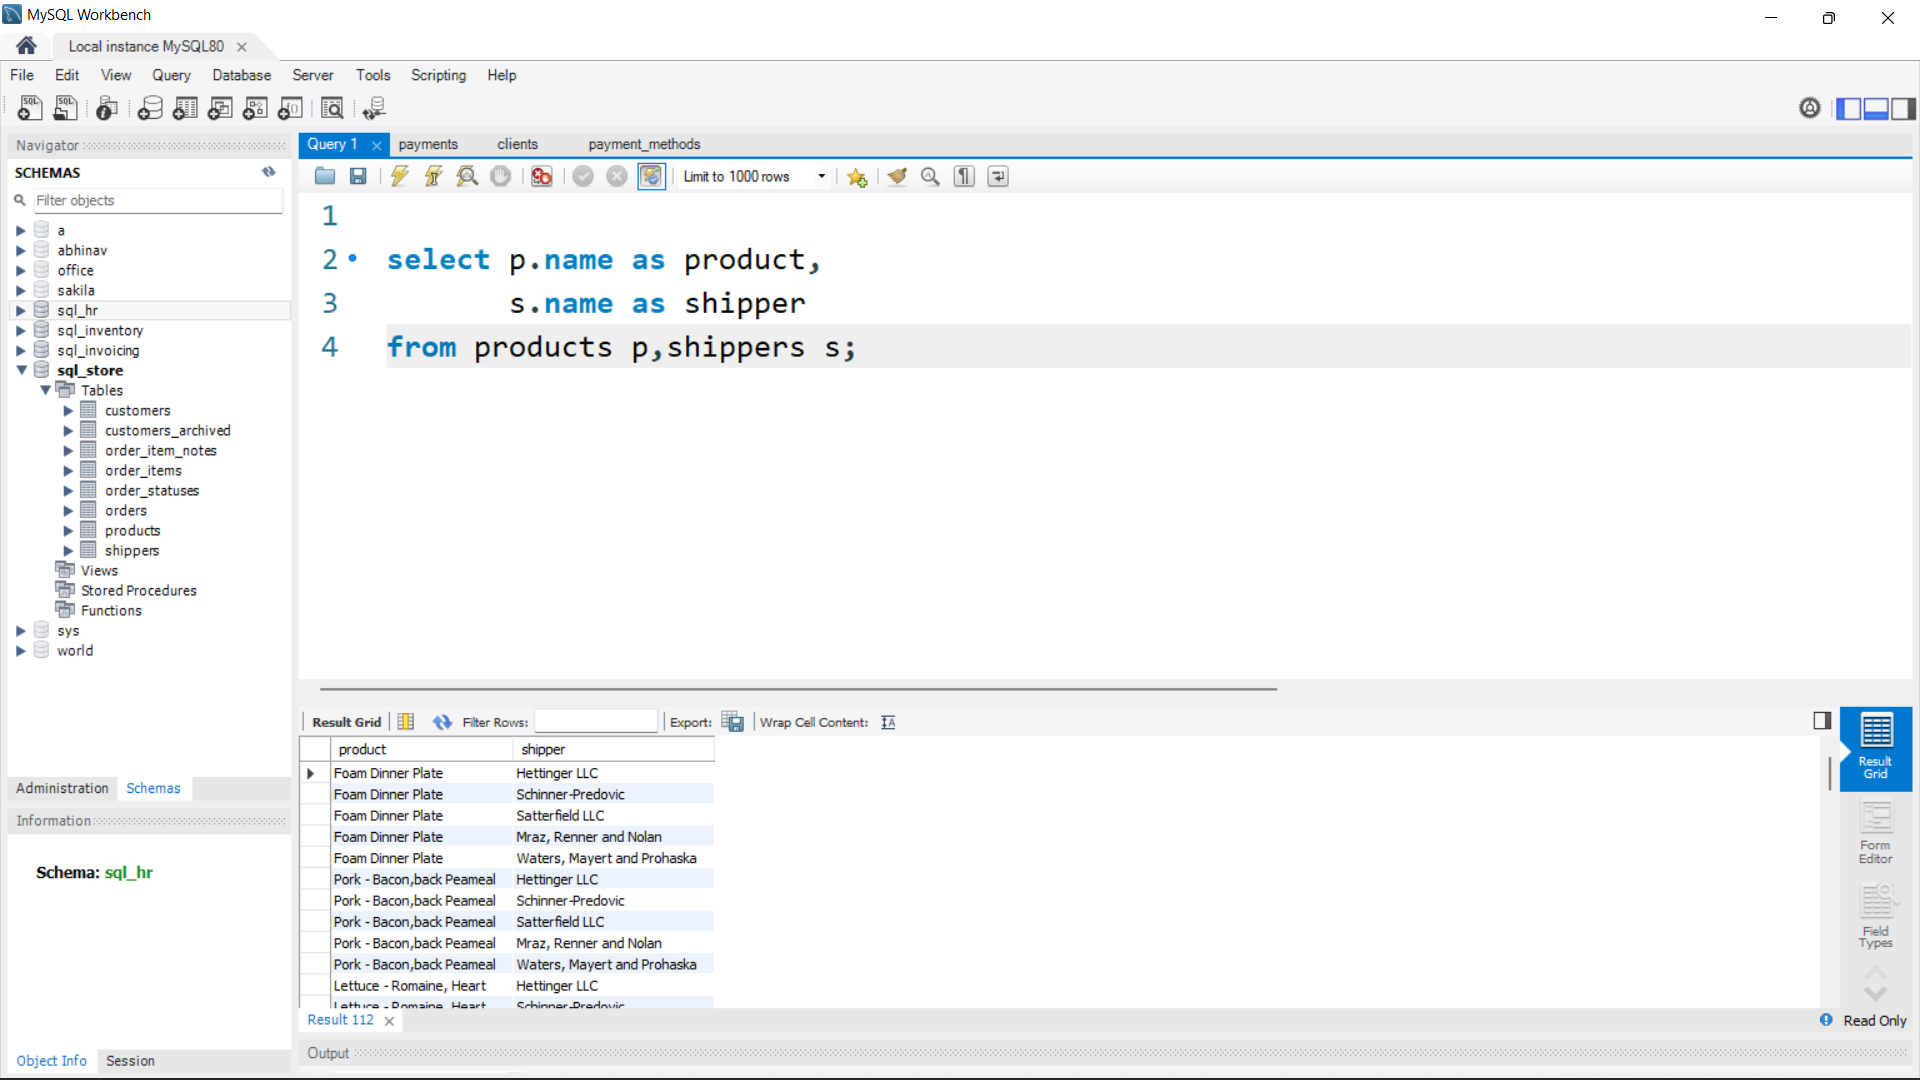 MySQL Workbench
Local instance MySQL80
File Edit View Query Database Server Tools Scripting Help
Navigator
SCHEMAS
Filter objects
a
abhinav
office
sakila
sql_hr
sql_inventory
sql_invoicing
sql_store
Tables
customers
customers_archived
order_item_notes
order_items
order_statuses
orders
products
shippers
Views
Stored Procedures
Functions
sys
world
Administration Schemas
Information
Schema: sql_hr
Object Info Session
Query 1 payments clients payment_methods
Limit to 1000 rows
1
2 select p.name as product,
3 s.name as shipper
4 from products p,shippers s;
Result Grid Filter Rows: Export: Wrap Cell Content:
product shipper
Foam Dinner Plate Hettinger LLC
Foam Dinner Plate Schinner-Predovic
Foam Dinner Plate Satterfield LLC
Foam Dinner Plate Mraz, Renner and Nolan
Foam Dinner Plate Waters, Mayert and Prohaska
Pork - Bacon,back Peameal Hettinger LLC
Pork - Bacon,back Peameal Schinner-Predovic
Pork - Bacon,back Peameal Satterfield LLC
Pork - Bacon,back Peameal Mraz, Renner and Nolan
Pork - Bacon,back Peameal Waters, Mayert and Prohaska
Lettuce - Romaine, Heart Hettinger LLC
Lettuce - Romaine, Heart Schinner-Predovic
Result
Grid
Form
Editor
Field
Types
Result 112
Read Only
Output